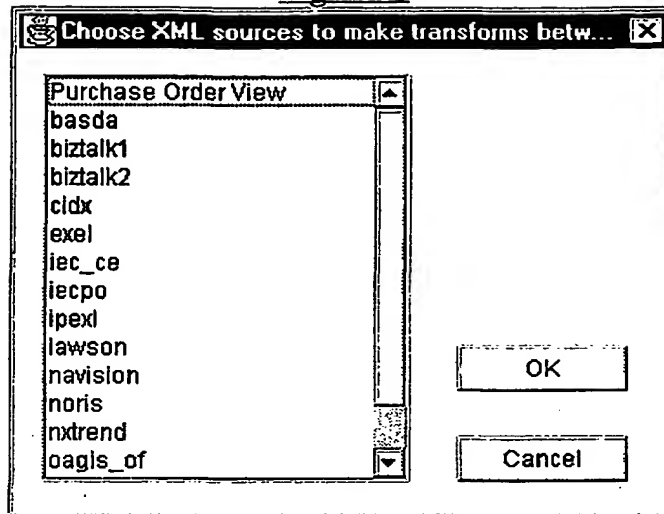 Choose XML sources to make transforms betw...
Purchase Order View
basda
biztalk1
biztalk2
cidx
exel
iec_ce
iecpo
ipexl
lawson
navision
noris
nxtrend
oagis_of
OK
Cancel